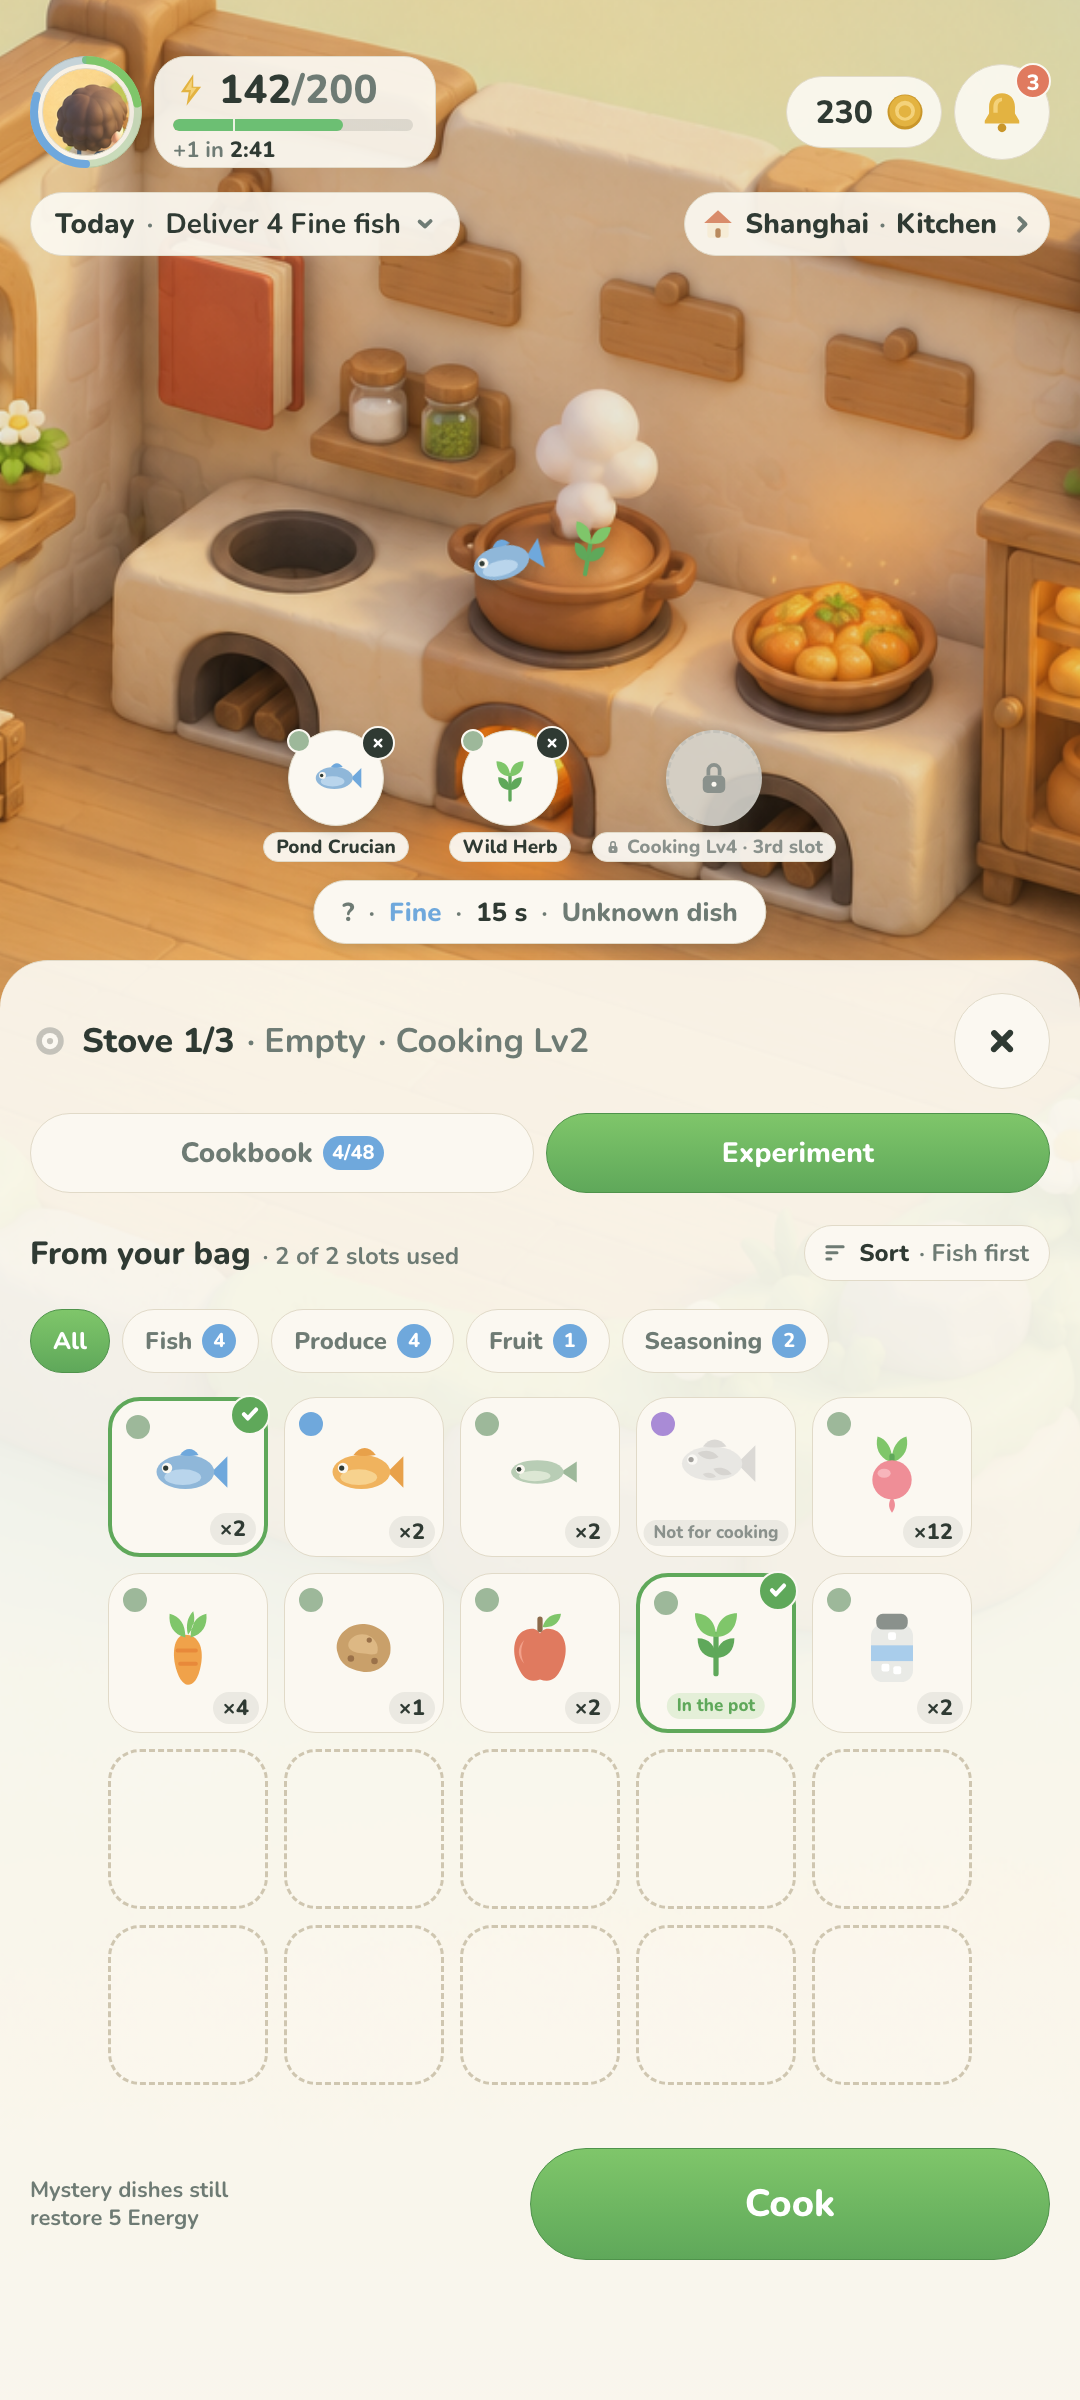 142/200
+1 in 2:41
230
3
Today · Deliver 4 Fine fish
Shanghai · Kitchen
Pond Crucian
Wild Herb
Cooking Lv4 · 3rd slot
? · Fine · 15 s · Unknown dish
Stove 1/3 · Empty · Cooking Lv2
Cookbook 4/48
Experiment
From your bag · 2 of 2 slots used
Sort · Fish first
All
Fish 4
Produce 4
Fruit 1
Seasoning 2
×2
×2
×2
Not for cooking
×12
×4
×1
×2
In the pot
×2
Mystery dishes still
restore 5 Energy
Cook